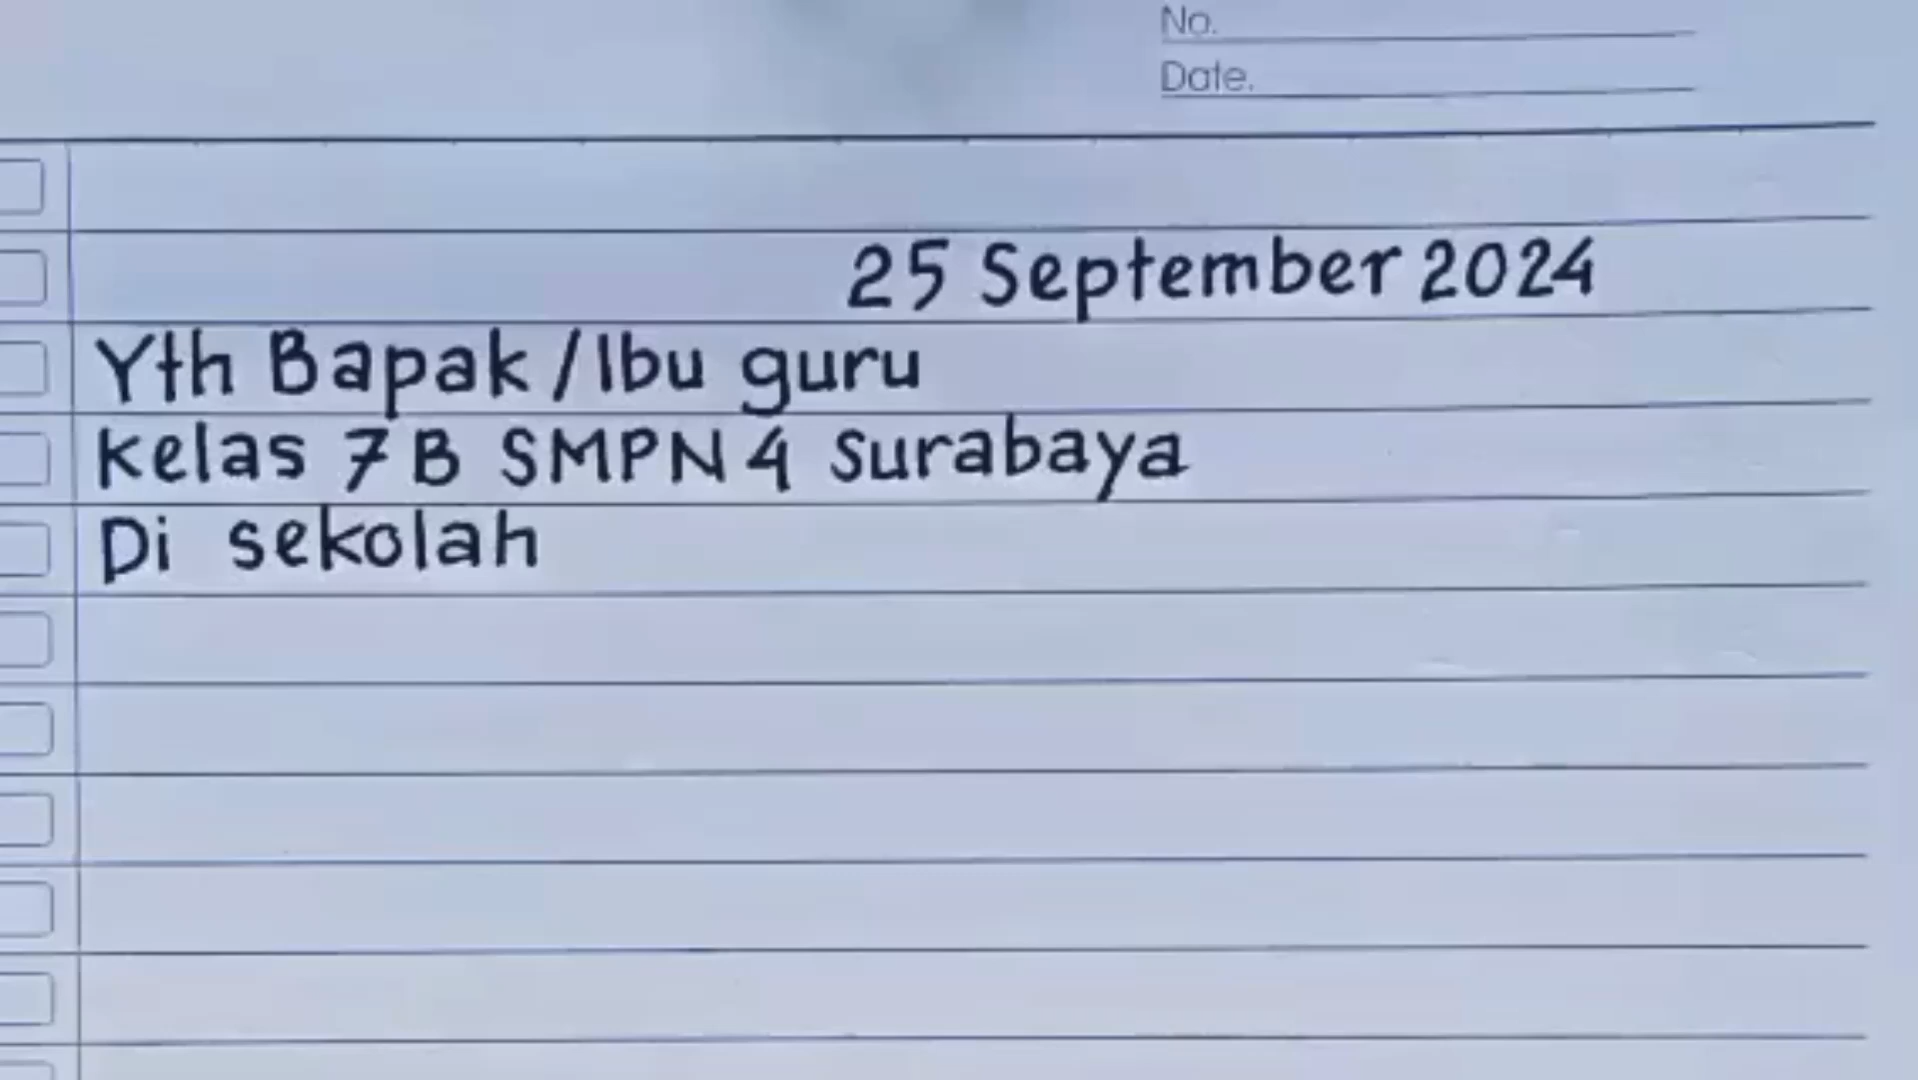 No.
Date.
25 September 2024
Yth Bapak/Ibu guru
kelas 7B SMPN 4 Surabaya
Di sekolah